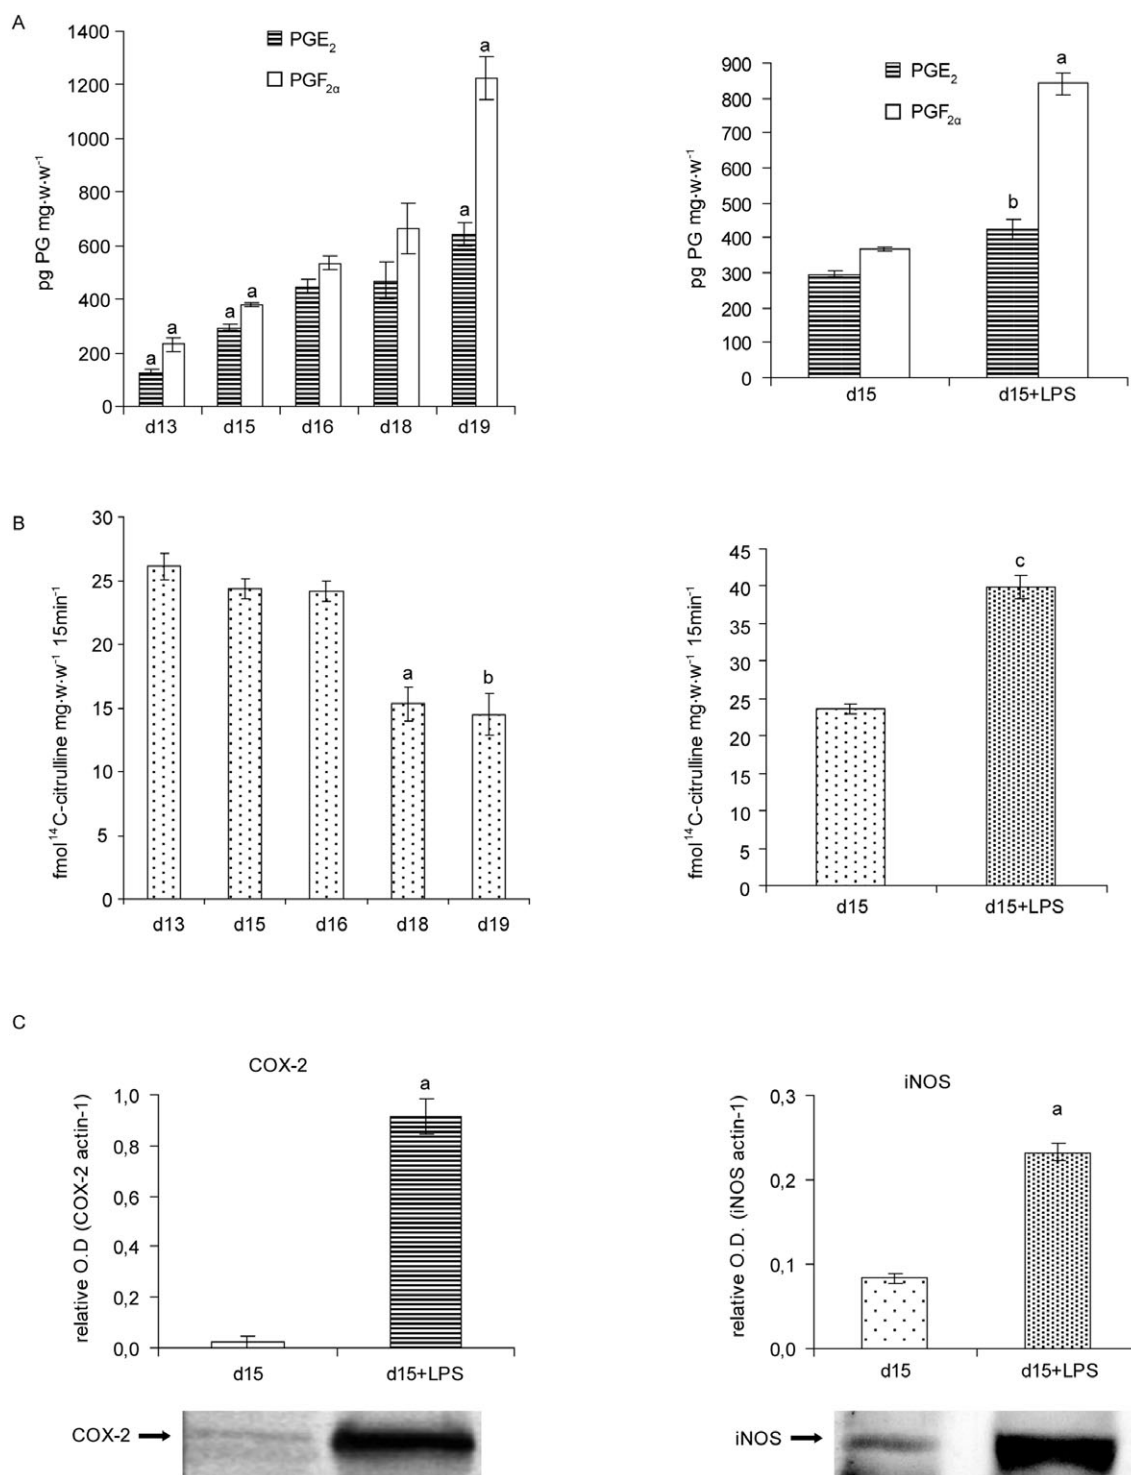 A
1400
1200
1000
800
600
400
200
0
pg PG mg·w·w⁻¹
PGE₂
PGF₂α
a a a a a a
d13 d15 d16 d18 d19
900
800
700
600
500
400
300
200
100
0
pg PG mg·w·w⁻¹
PGE₂
PGF₂α
b a
d15 d15+LPS
B
30
25
20
15
10
5
0
fmol¹⁴C-citrulline mg·w·w⁻¹ 15min⁻¹
a b
d13 d15 d16 d18 d19
45
40
35
30
25
20
15
10
5
0
fmol¹⁴C-citrulline mg·w·w⁻¹ 15min⁻¹
c
d15 d15+LPS
C
COX-2
1,0
0,8
0,6
0,4
0,2
0,0
relative O.D (COX-2 actin-1)
a
d15 d15+LPS
COX-2
iNOS
0,3
0,2
0,1
0,0
relative O.D. (iNOS actin-1)
a
d15 d15+LPS
iNOS